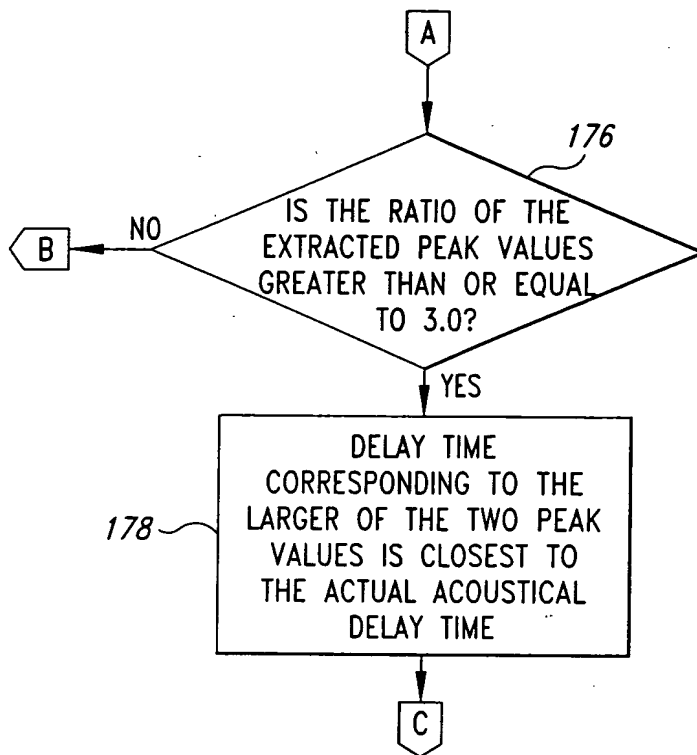 A
176
IS THE RATIO OF THE
EXTRACTED PEAK VALUES
GREATER THAN OR EQUAL
TO 3.0?
NO
B
YES
DELAY TIME
CORRESPONDING TO THE
LARGER OF THE TWO PEAK
VALUES IS CLOSEST TO
THE ACTUAL ACOUSTICAL
DELAY TIME
178
C